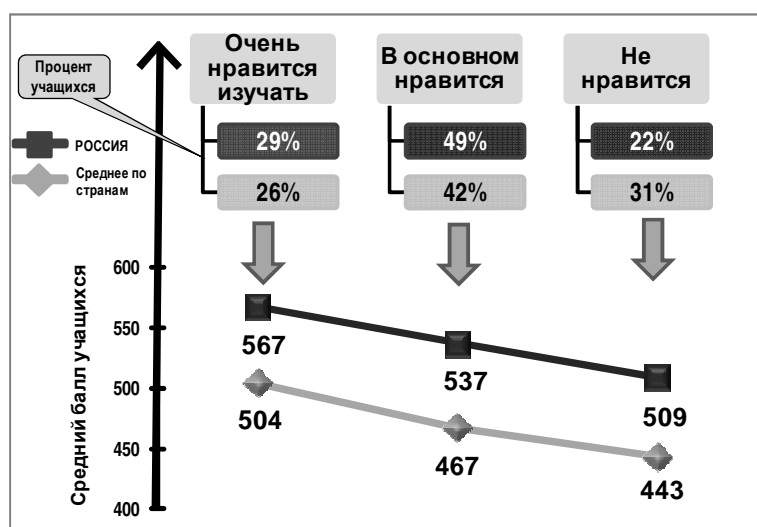 Процент
учащихся
Очень
нравится
изучать
В основном
нравится
Не
нравится
РОССИЯ
29%
49%
22%
Среднее по
странам
26%
42%
31%
Средний балл учащихся
600
550
500
450
400
567
537
509
504
467
443